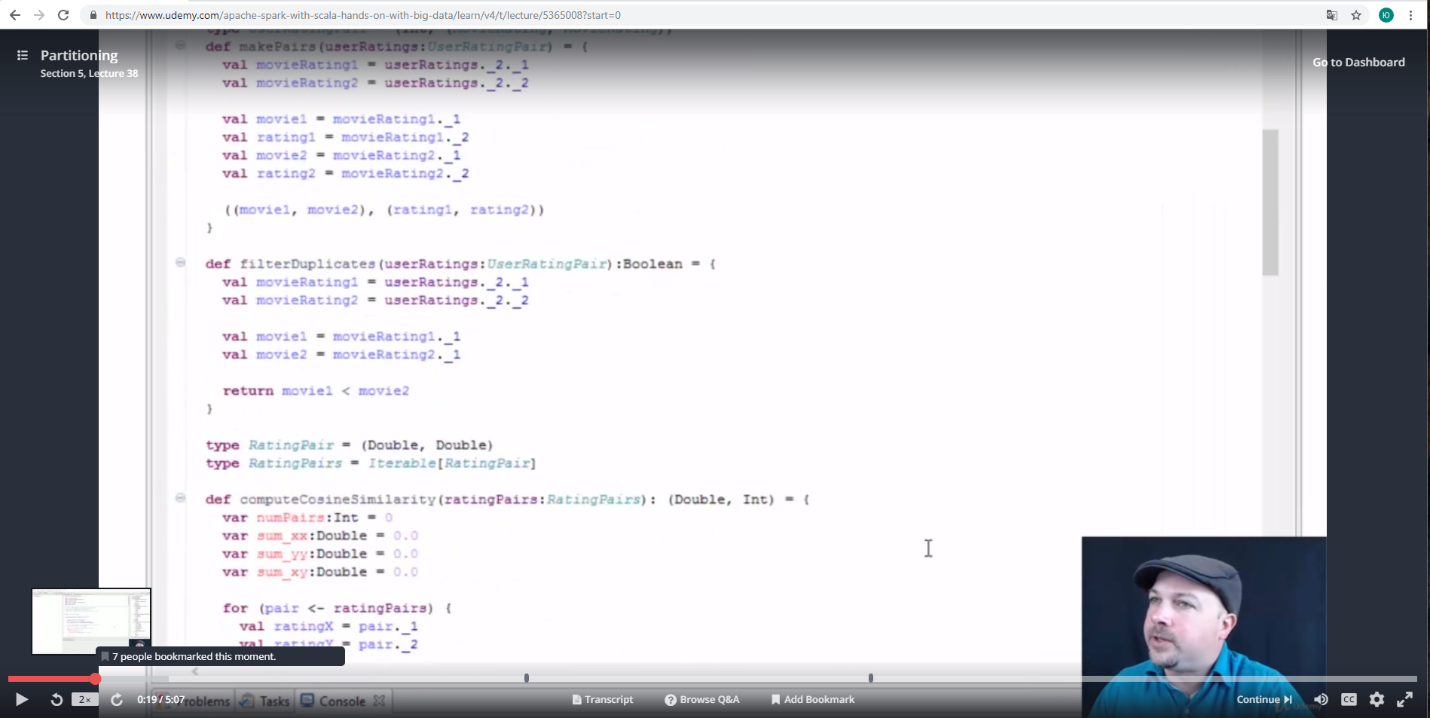 https://www.udemy.com/apache-spark-with-scala-hands-on-with-big-data/learn/v4/t/lecture/5365008?start=0
Ю
Partitioning
Section 5, Lecture 38
Go to Dashboard
def makePairs(userRatings:UserRatingPair) = {
val movieRating1 = userRatings._2._1
val movieRating2 = userRatings._2._2
val movie1 = movieRating1._1
val rating1 = movieRating1._2
val movie2 = movieRating2._1
val rating2 = movieRating2._2
((movie1, movie2), (rating1, rating2))
}
def filterDuplicates(userRatings:UserRatingPair):Boolean = {
val movieRating1 = userRatings._2._1
val movieRating2 = userRatings._2._2
val movie1 = movieRating1._1
val movie2 = movieRating2._1
return movie1 < movie2
}
type RatingPair = (Double, Double)
type RatingPairs = Iterable[RatingPair]
def computeCosineSimilarity(ratingPairs:RatingPairs): (Double, Int) = {
var numPairs:Int = 0
var sum_xx:Double = 0.0
var sum_yy:Double = 0.0
var sum_xy:Double = 0.0
for (pair <- ratingPairs) {
val ratingX = pair._1
val ratingY = pair._2
7 people bookmarked this moment.
2×
0:19 / 5:07
Problems
Tasks
Console
Transcript
Browse Q&A
Add Bookmark
Continue
CC